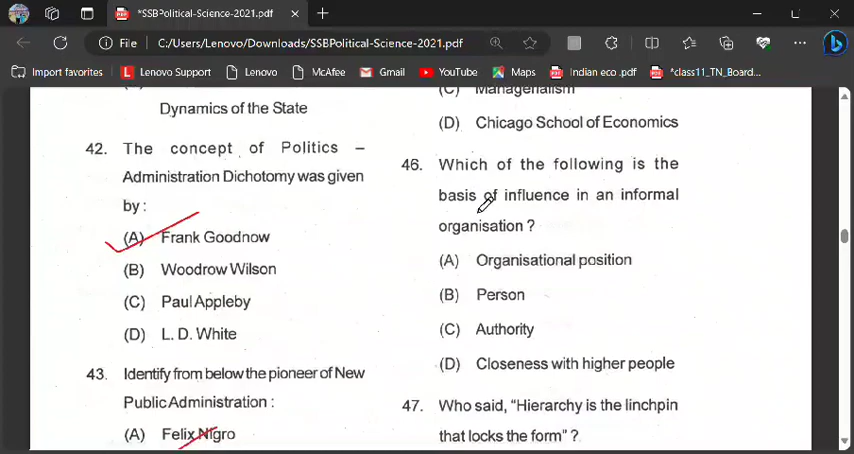 *SSBPolitical-Science-2021.pdf
File C:/Users/Lenovo/Downloads/SSBPolitical-Science-2021.pdf
Import favorites Lenovo Support Lenovo McAfee Gmail YouTube Maps Indian eco .pdf *class11_TN_Board...
Dynamics of the State
42. The concept of Politics –
Administration Dichotomy was given
by :
(A) Frank Goodnow
(B) Woodrow Wilson
(C) Paul Appleby
(D) L. D. White
43. Identify from below the pioneer of New
Public Administration :
(A) Felix Nigro
(C) Managerialism
(D) Chicago School of Economics
46. Which of the following is the
basis of influence in an informal
organisation ?
(A) Organisational position
(B) Person
(C) Authority
(D) Closeness with higher people
47. Who said, “Hierarchy is the linchpin
that locks the form” ?